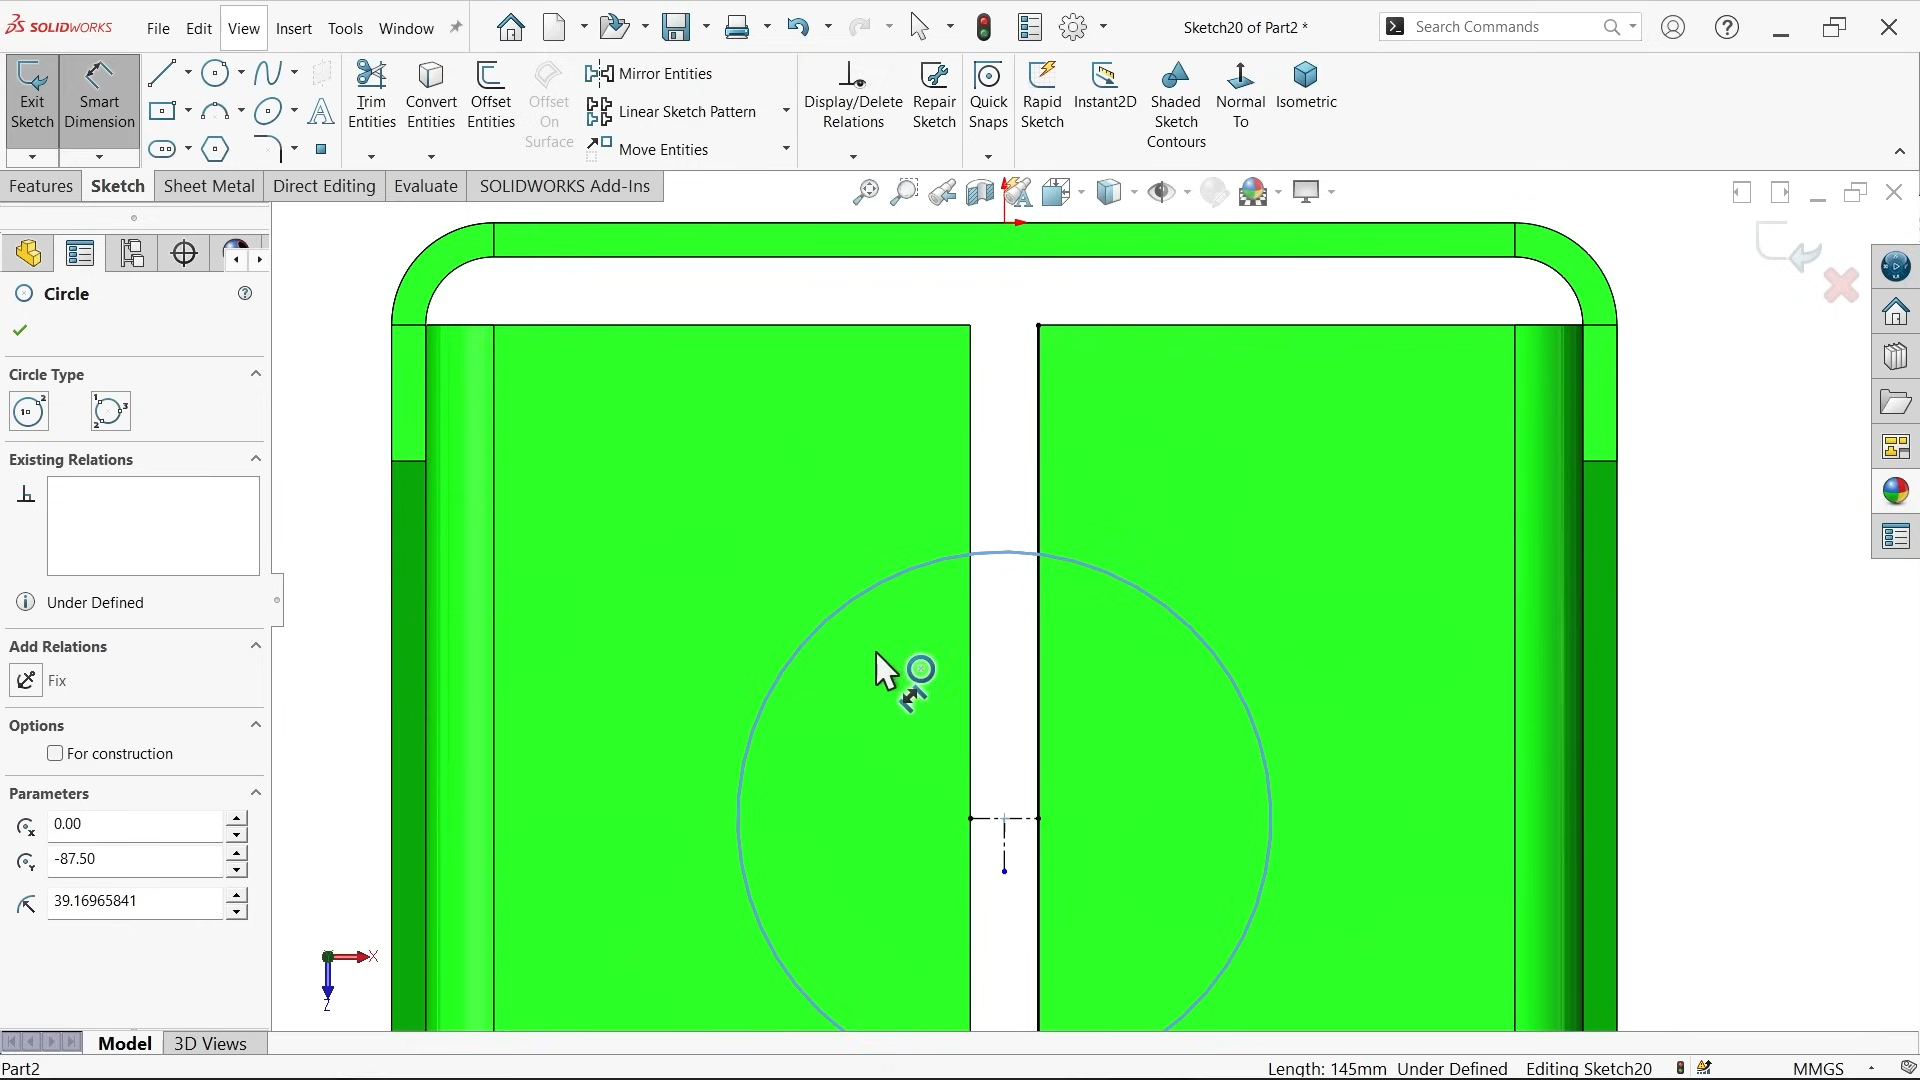 SOLIDWORKS File Edit View Insert Tools Window Sketch20 of Part2 * Search Commands
Exit Sketch
Smart Dimension
Trim Entities
Convert Entities
Offset Entities
Offset On Surface
Mirror Entities
Linear Sketch Pattern
Move Entities
Display/Delete Relations
Repair Sketch
Quick Snaps
Rapid Sketch
Instant2D
Shaded Sketch Contours
Normal To
Isometric
Features Sketch Sheet Metal Direct Editing Evaluate SOLIDWORKS Add-Ins
Circle
Circle Type
Existing Relations
Under Defined
Add Relations
Fix
Options
For construction
Parameters
0.00
-87.50
39.16965841
X
Z
Model 3D Views
Part2 Length: 145mm Under Defined Editing Sketch20 MMGS